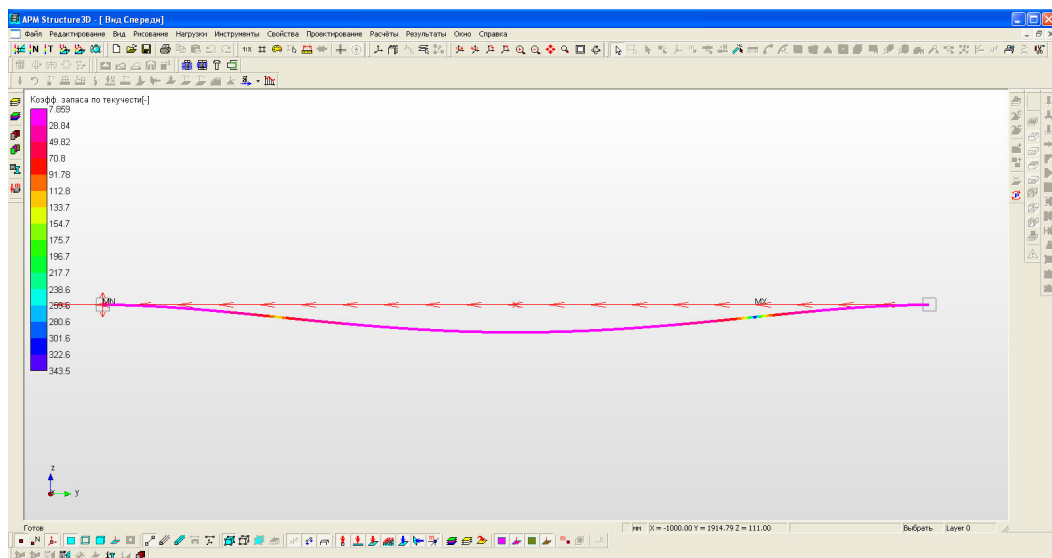 APM Structure3D - [ Вид Спереди]
Файл Редактирование Вид Рисование Нагрузки Инструменты Свойства Проектирование Расчёты Результаты Окно Справка
Коэфф. запаса по текучести[-]
7.859
28.84
49.82
70.8
91.78
112.8
133.7
154.7
175.7
196.7
217.7
238.6
259.6
280.6
301.6
322.6
343.5
MN
MX
z
x
y
Готов
мм
X = -1000.00 Y = 1914.79 Z = 111.00
Выбрать
Layer 0